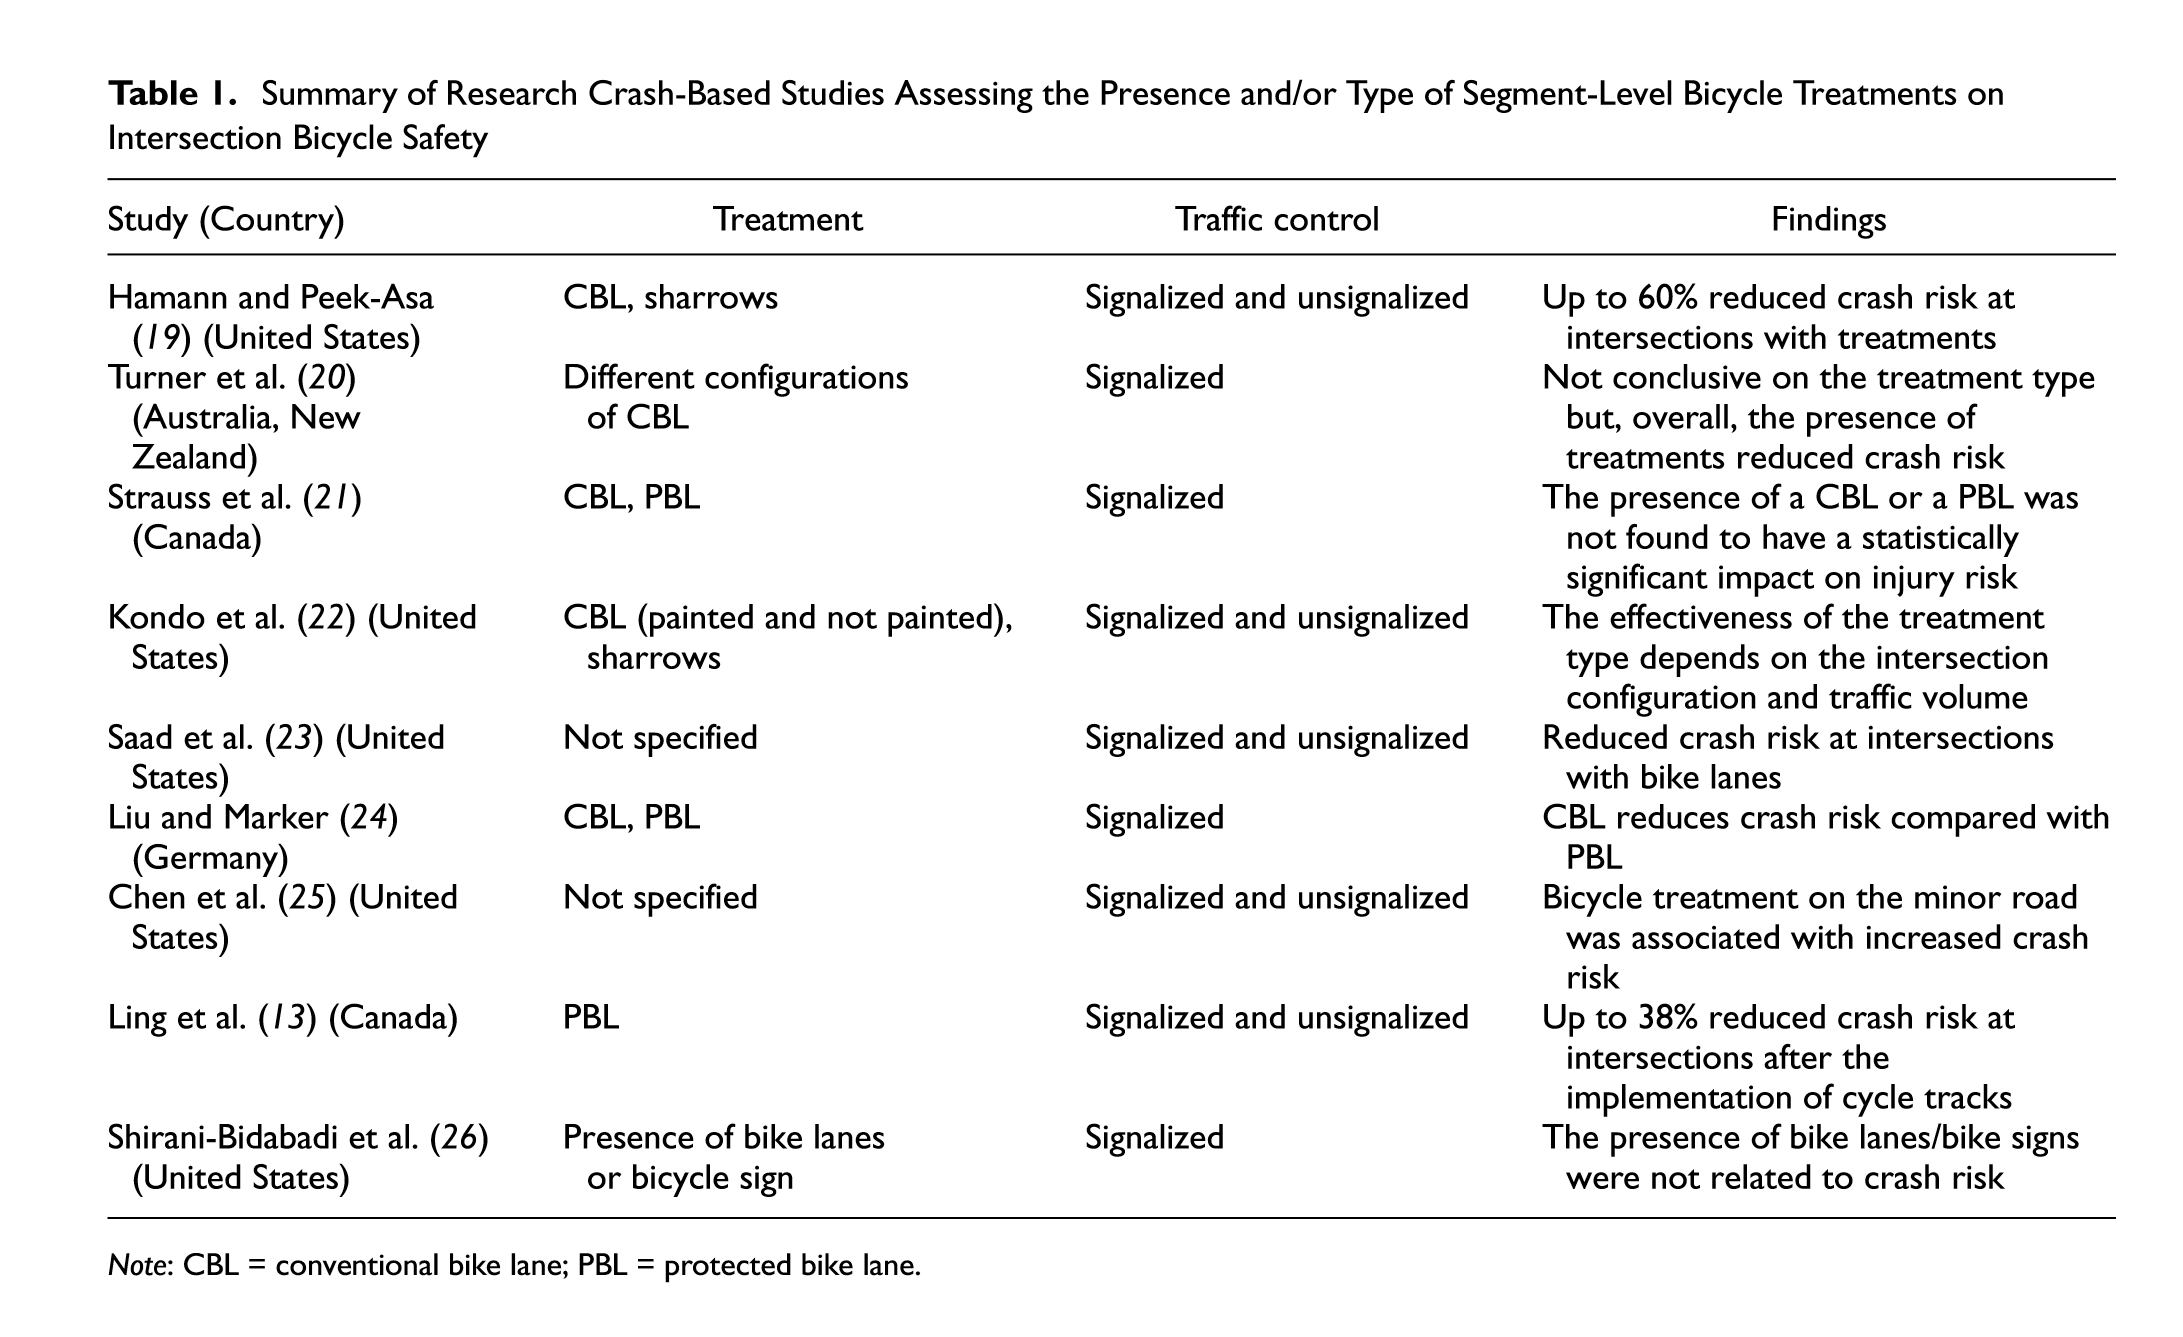 Table 1. Summary of Research Crash-Based Studies Assessing the Presence and/or Type of Segment-Level Bicycle Treatments on
Intersection Bicycle Safety
Study (Country) Treatment Traffic control Findings
Hamann and Peek-Asa CBL, sharrows Signalized and unsignalized Up to 60% reduced crash risk at
(19) (United States) intersections with treatments
Turner et al. (20) Different configurations Signalized Not conclusive on the treatment type
(Australia, New of CBL but, overall, the presence of
Zealand) treatments reduced crash risk
Strauss et al. (21) CBL, PBL Signalized The presence of a CBL or a PBL was
(Canada) not found to have a statistically
significant impact on injury risk
Kondo et al. (22) (United CBL (painted and not painted), Signalized and unsignalized The effectiveness of the treatment
States) sharrows type depends on the intersection
configuration and traffic volume
Saad et al. (23) (United Not specified Signalized and unsignalized Reduced crash risk at intersections
States) with bike lanes
Liu and Marker (24) CBL, PBL Signalized CBL reduces crash risk compared with
(Germany) PBL
Chen et al. (25) (United Not specified Signalized and unsignalized Bicycle treatment on the minor road
States) was associated with increased crash
risk
Ling et al. (13) (Canada) PBL Signalized and unsignalized Up to 38% reduced crash risk at
intersections after the
implementation of cycle tracks
Shirani-Bidabadi et al. (26) Presence of bike lanes Signalized The presence of bike lanes/bike signs
(United States) or bicycle sign were not related to crash risk
Note: CBL = conventional bike lane; PBL = protected bike lane.